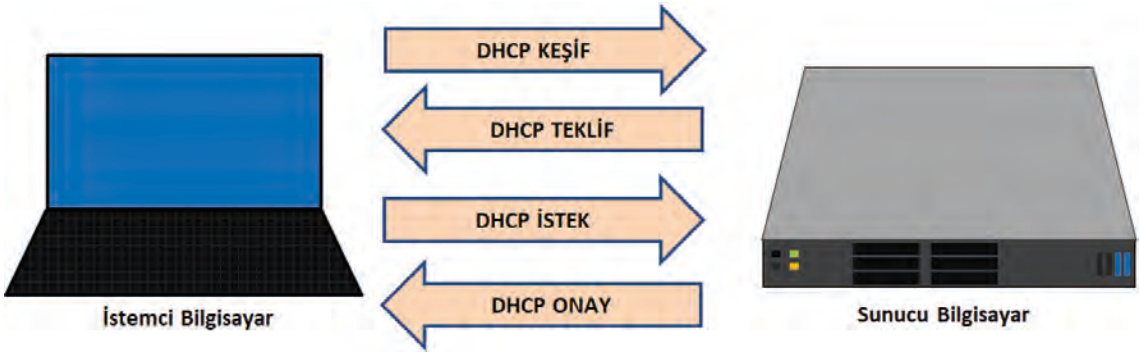 DHCP KEŞİF
DHCP TEKLİF
DHCP İSTEK
DHCP ONAY
İstemci Bilgisayar
Sunucu Bilgisayar